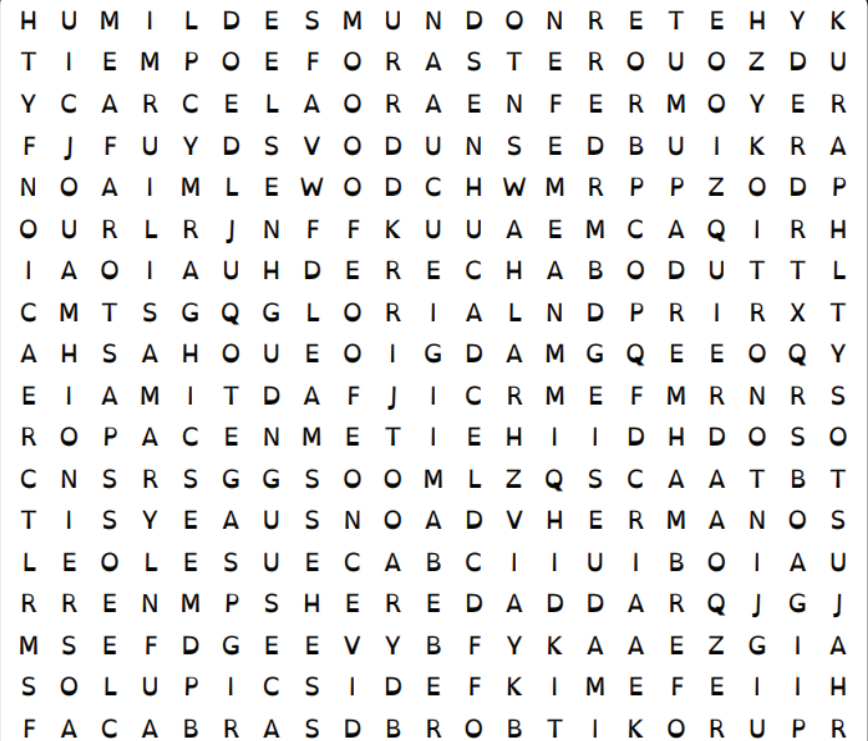 H U M I L D E S M U N D O N R E T E H Y K
T I E M P O E F O R A S T E R O U O Z D U
Y C A R C E L A O R A E N F E R M O Y E R
F J F U Y D S V O D U N S E D B U I K R A
N O A I M L E W O D C H W M R P P Z O D P
O U R L R J N F F K U U A E M C A Q I R H
I A O I A U H D E R E C H A B O D U T T L
C M T S G Q G L O R I A L N D P R I R X T
A H S A H O U E O I G D A M G Q E E O Q Y
E I A M I T D A F J I C R M E F M R N R S
R O P A C E N M E T I E H I I D H D O S O
C N S R S G G S O O M L Z Q S C A A T B T
T I S Y E A U S N O A D V H E R M A N O S
L E O L E S U E C A B C I I U I B O I A U
R R E N M P S H E R E D A D D A R Q J G J
M S E F D G E E V Y B F Y K A A E Z G I A
S O L U P I C S I D E F K I M E F E I I H
F A C A B R A S D B R O B T I K O R U P R